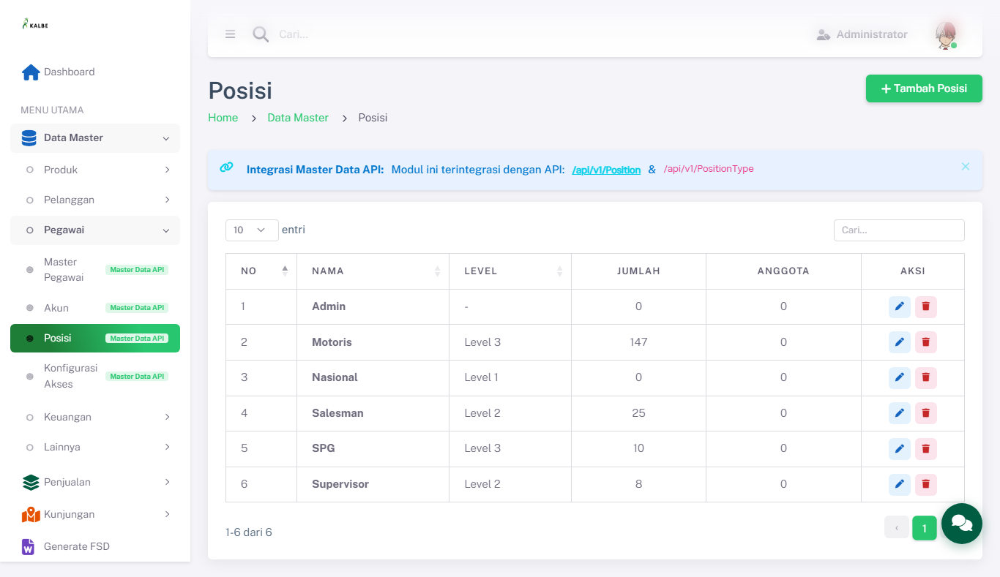 KALBE
Cari...
Administrator
Dashboard
MENU UTAMA
Data Master
Produk
Pelanggan
Pegawai
Master Pegawai
Master Data API
Akun
Master Data API
Posisi
Master Data API
Konfigurasi Akses
Master Data API
Keuangan
Lainnya
Penjualan
Kunjungan
Generate FSD
Posisi
+ Tambah Posisi
Home > Data Master > Posisi
Integrasi Master Data API: Modul ini terintegrasi dengan API: /api/v1/Position & /api/v1/PositionType
10 entri
Cari...
NO NAMA LEVEL JUMLAH ANGGOTA AKSI
1 Admin - 0 0
2 Motoris Level 3 147 0
3 Nasional Level 1 0 0
4 Salesman Level 2 25 0
5 SPG Level 3 10 0
6 Supervisor Level 2 8 0
1-6 dari 6
‹ 1